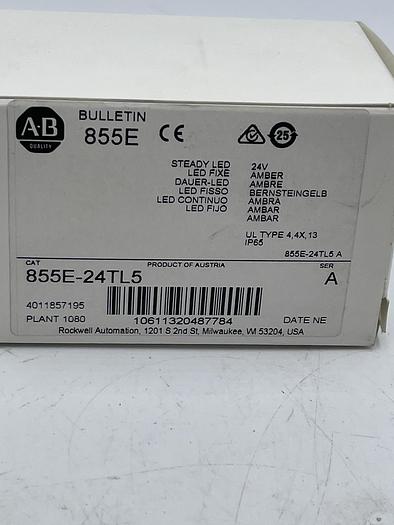 A·B
QUALITY
BULLETIN
855E CE 25
STEADY LED 24V
LED FIXE AMBER
DAUER-LED AMBRE
LED FISSO BERNSTEINGELB
LED CONTINUO AMBRA
LED FIJO AMBAR
AMBAR
UL TYPE 4,4X,13
IP65
855E-24TL5 A
CAT PRODUCT OF AUSTRIA SER
855E-24TL5 A
4011857195
PLANT 1080 10611320487784 DATE NE
Rockwell Automation, 1201 S 2nd St, Milwaukee, WI 53204, USA